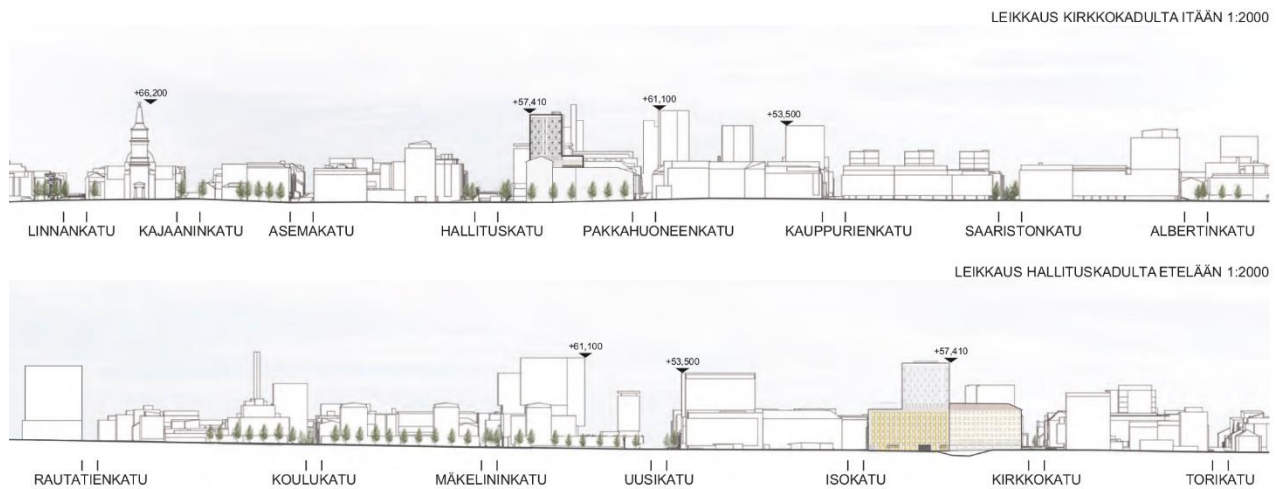 LEIKKAUS KIRKKOKADULTA ITÄÄN 1:2000
+66,200
+57,410
+61,100
+53,500
LINNANKATU KAJAANINKATU ASEMAKATU HALLITUSKATU PAKKAHUONEENKATU KAUPPURIENKATU SAARISTONKATU ALBERTINKATU
LEIKKAUS HALLITUSKADULTA ETELÄÄN 1:2000
+61,100
+53,500
+57,410
RAUTATIENKATU KOULUKATU MÄKELININKATU UUSIKATU ISOKATU KIRKKOKATU TORIKATU